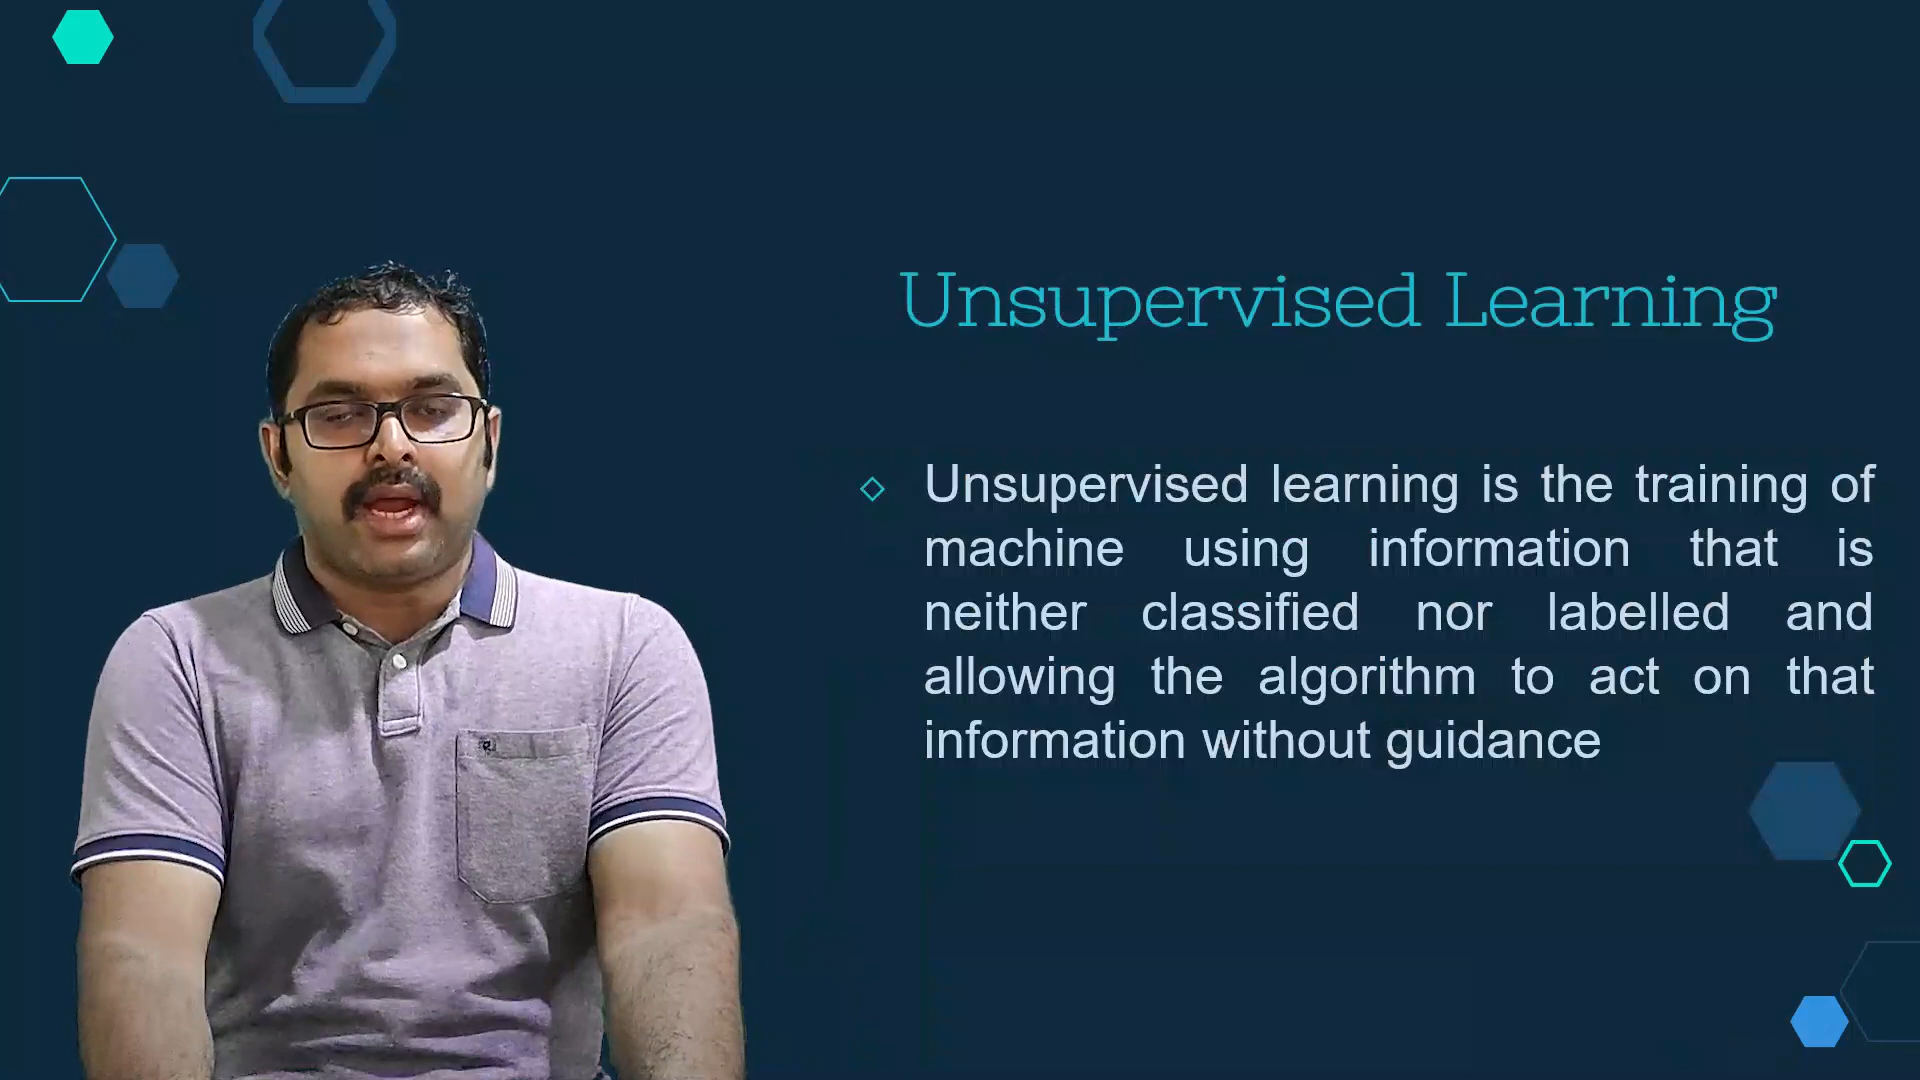 Unsupervised Learning
Unsupervised learning is the training of
machine using information that is
neither classified nor labelled and
allowing the algorithm to act on that
information without guidance